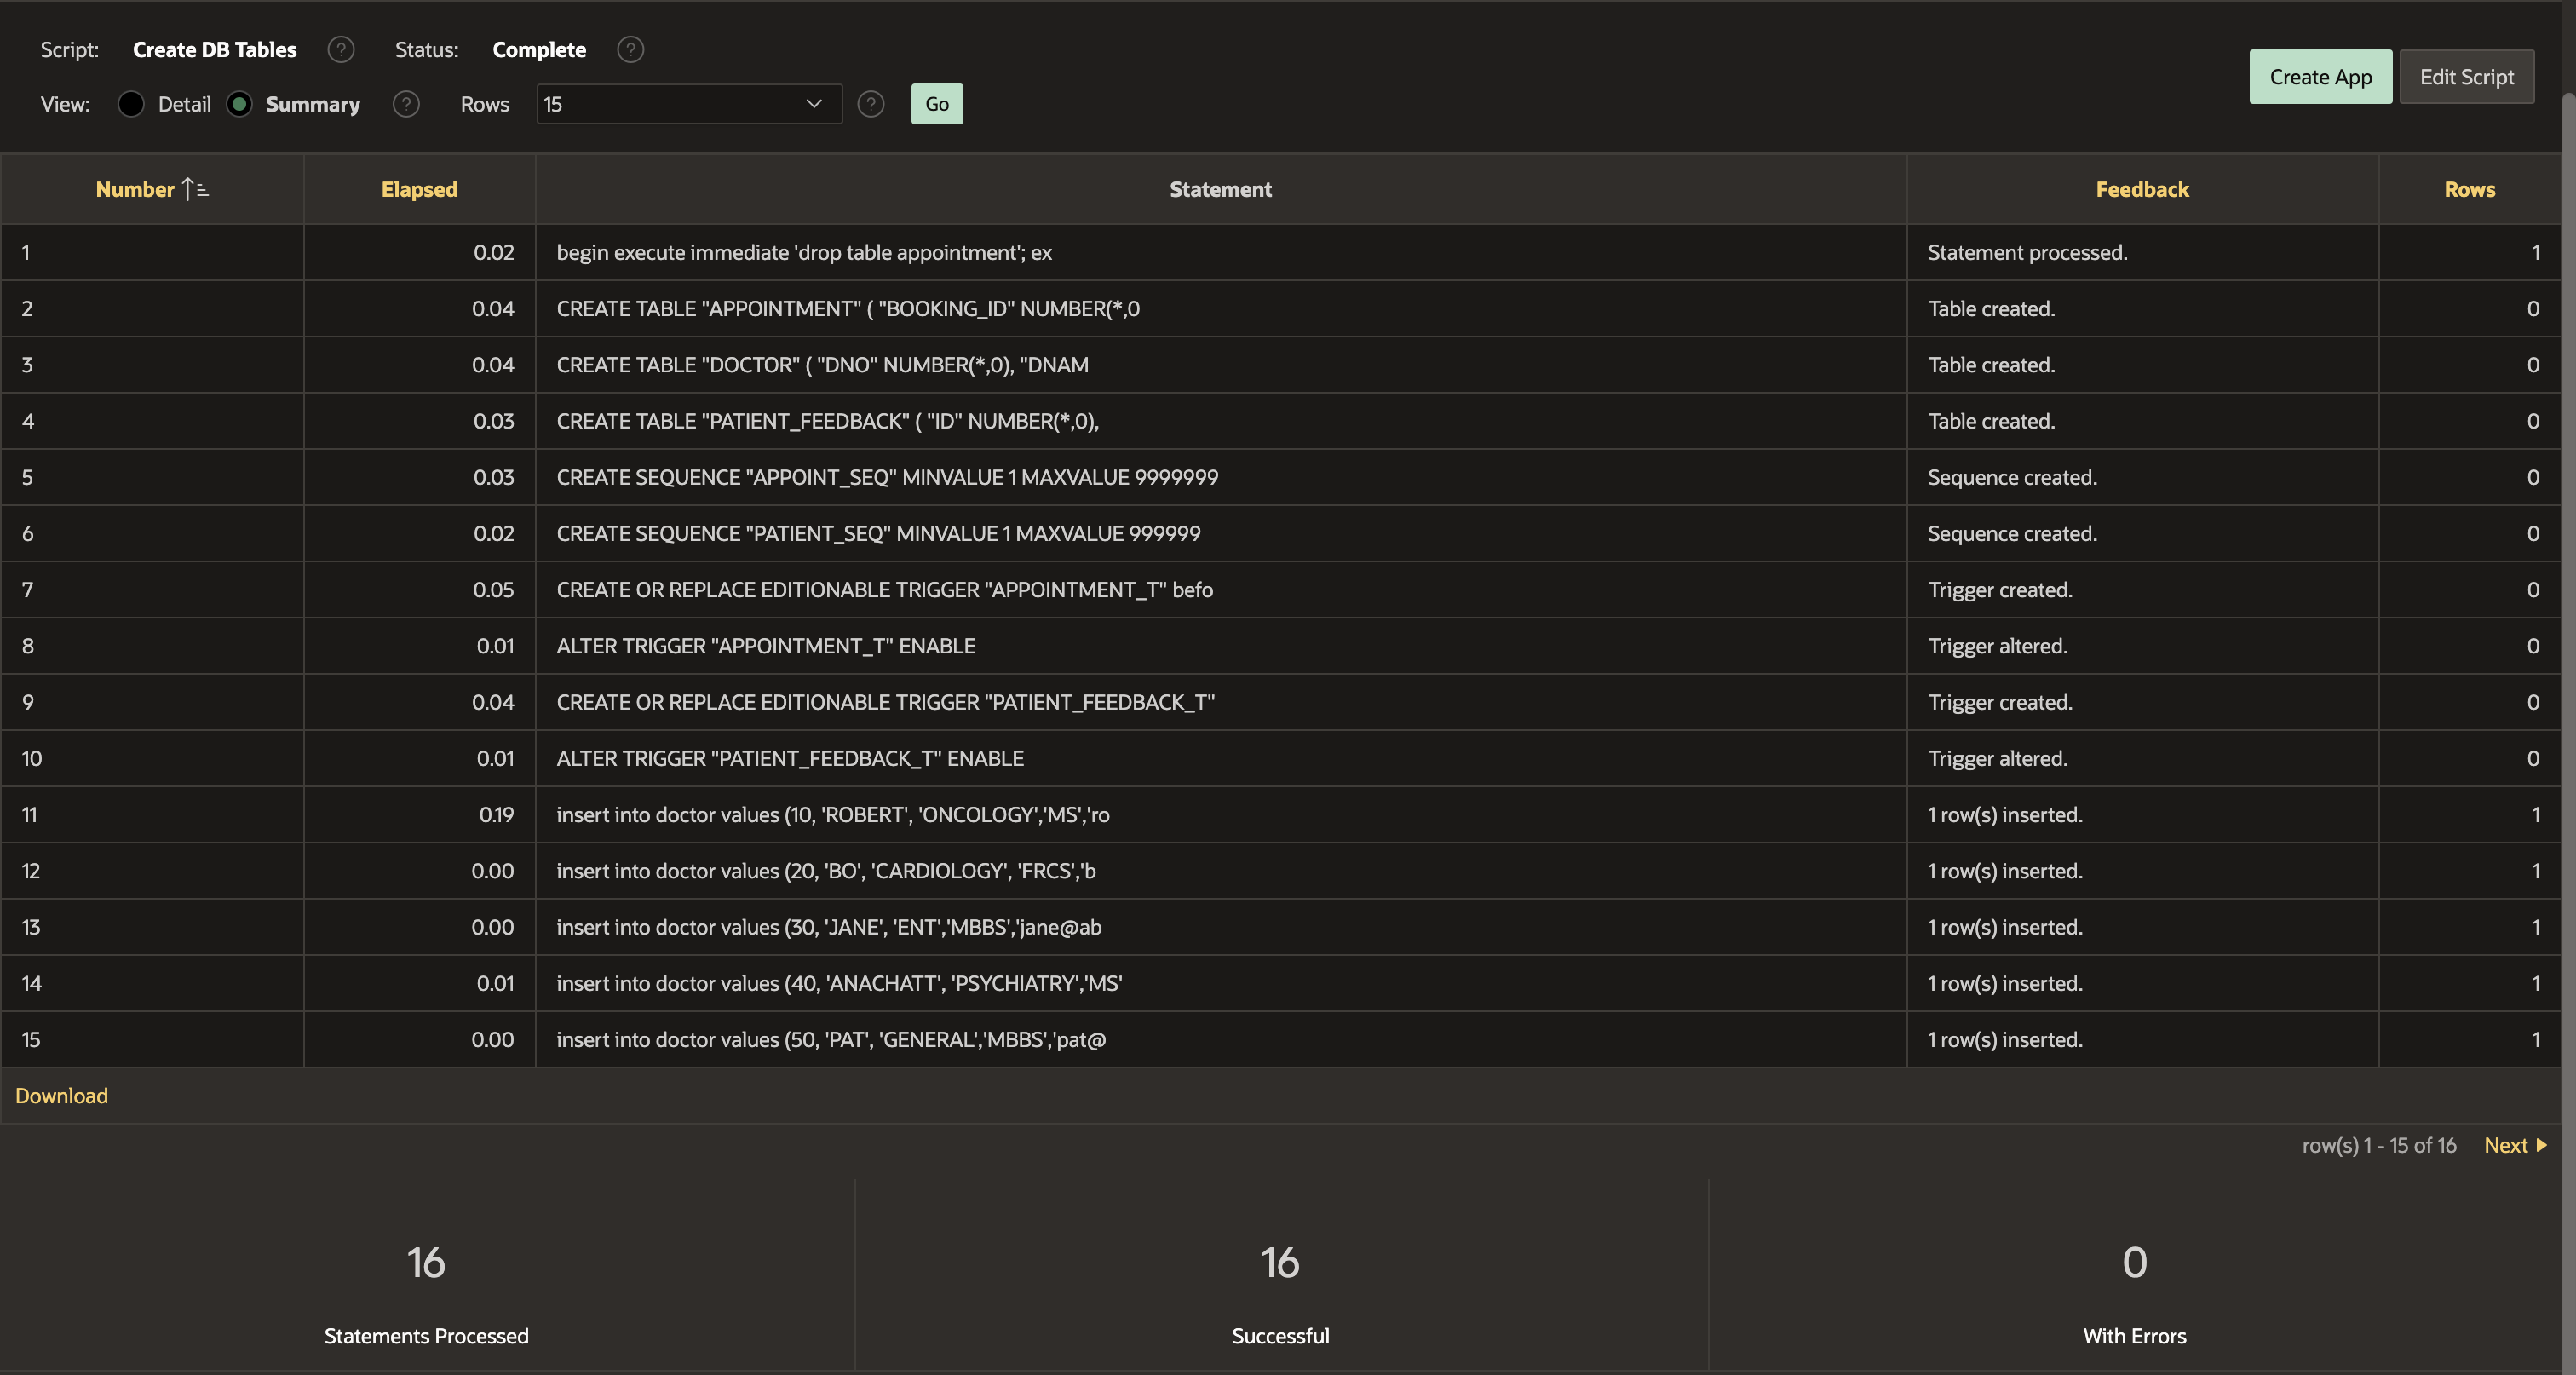 Script: Create DB Tables ? Status: Complete ?
Create App Edit Script
View: Detail Summary ? Rows 15 ? Go
Number Elapsed Statement Feedback Rows
1 0.02 begin execute immediate 'drop table appointment'; ex Statement processed. 1
2 0.04 CREATE TABLE "APPOINTMENT" ( "BOOKING_ID" NUMBER(*,0 Table created. 0
3 0.04 CREATE TABLE "DOCTOR" ( "DNO" NUMBER(*,0), "DNAM Table created. 0
4 0.03 CREATE TABLE "PATIENT_FEEDBACK" ( "ID" NUMBER(*,0), Table created. 0
5 0.03 CREATE SEQUENCE "APPOINT_SEQ" MINVALUE 1 MAXVALUE 9999999 Sequence created. 0
6 0.02 CREATE SEQUENCE "PATIENT_SEQ" MINVALUE 1 MAXVALUE 999999 Sequence created. 0
7 0.05 CREATE OR REPLACE EDITIONABLE TRIGGER "APPOINTMENT_T" befo Trigger created. 0
8 0.01 ALTER TRIGGER "APPOINTMENT_T" ENABLE Trigger altered. 0
9 0.04 CREATE OR REPLACE EDITIONABLE TRIGGER "PATIENT_FEEDBACK_T" Trigger created. 0
10 0.01 ALTER TRIGGER "PATIENT_FEEDBACK_T" ENABLE Trigger altered. 0
11 0.19 insert into doctor values (10, 'ROBERT', 'ONCOLOGY','MS','ro 1 row(s) inserted. 1
12 0.00 insert into doctor values (20, 'BO', 'CARDIOLOGY', 'FRCS','b 1 row(s) inserted. 1
13 0.00 insert into doctor values (30, 'JANE', 'ENT','MBBS','jane@ab 1 row(s) inserted. 1
14 0.01 insert into doctor values (40, 'ANACHATT', 'PSYCHIATRY','MS' 1 row(s) inserted. 1
15 0.00 insert into doctor values (50, 'PAT', 'GENERAL','MBBS','pat@ 1 row(s) inserted. 1
Download
row(s) 1 - 15 of 16 Next
16 16 0
Statements Processed Successful With Errors